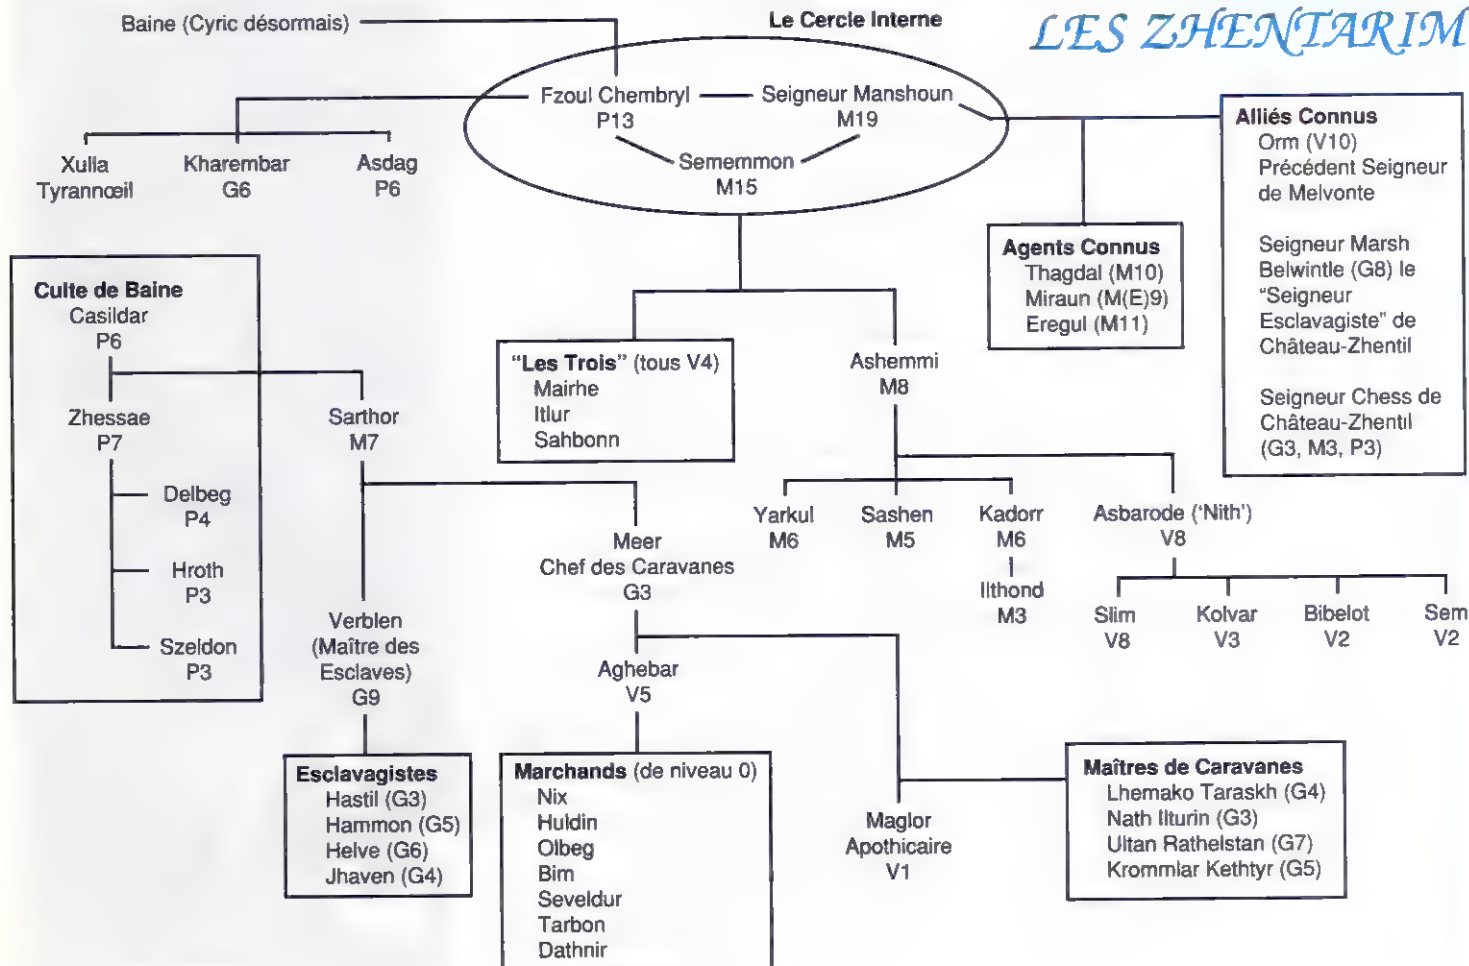 LES ZHENTARIM
Baine (Cyric désormais)
Le Cercle Interne
Fzoul Chembryl
P13
Seigneur Manshoun
M19
Sememmon
M15
Xulla
Tyrannœil
Kharembar
G6
Asdag
P6
Alliés Connus
Orm (V10)
Précédent Seigneur
de Melvonte
Seigneur Marsh
Belwintle (G8) le
"Seigneur
Esclavagiste" de
Château-Zhentil
Seigneur Chess de
Château-Zhentil
(G3, M3, P3)
Agents Connus
Thagdal (M10)
Miraun (M(E)9)
Eregul (M11)
Culte de Baine
Casildar
P6
Zhessae
P7
Delbeg
P4
Hroth
P3
Szeldon
P3
Sarthor
M7
"Les Trois" (tous V4)
Mairhe
Itlur
Sahbonn
Ashemmi
M8
Yarkul
M6
Sashen
M5
Kadorr
M6
Ilthond
M3
Asbarode ('Nith')
V8
Slim
V8
Kolvar
V3
Bibelot
V2
Sem
V2
Verblen
(Maître des
Esclaves)
G9
Meer
Chef des Caravanes
G3
Aghebar
V5
Esclavagistes
Hastil (G3)
Hammon (G5)
Helve (G6)
Jhaven (G4)
Marchands (de niveau 0)
Nix
Huldin
Olbeg
Bim
Seveldur
Tarbon
Dathnir
Maglor
Apothicaire
V1
Maîtres de Caravanes
Lhemako Taraskh (G4)
Nath Ilturin (G3)
Ultan Rathelstan (G7)
Krommlar Kethtyr (G5)